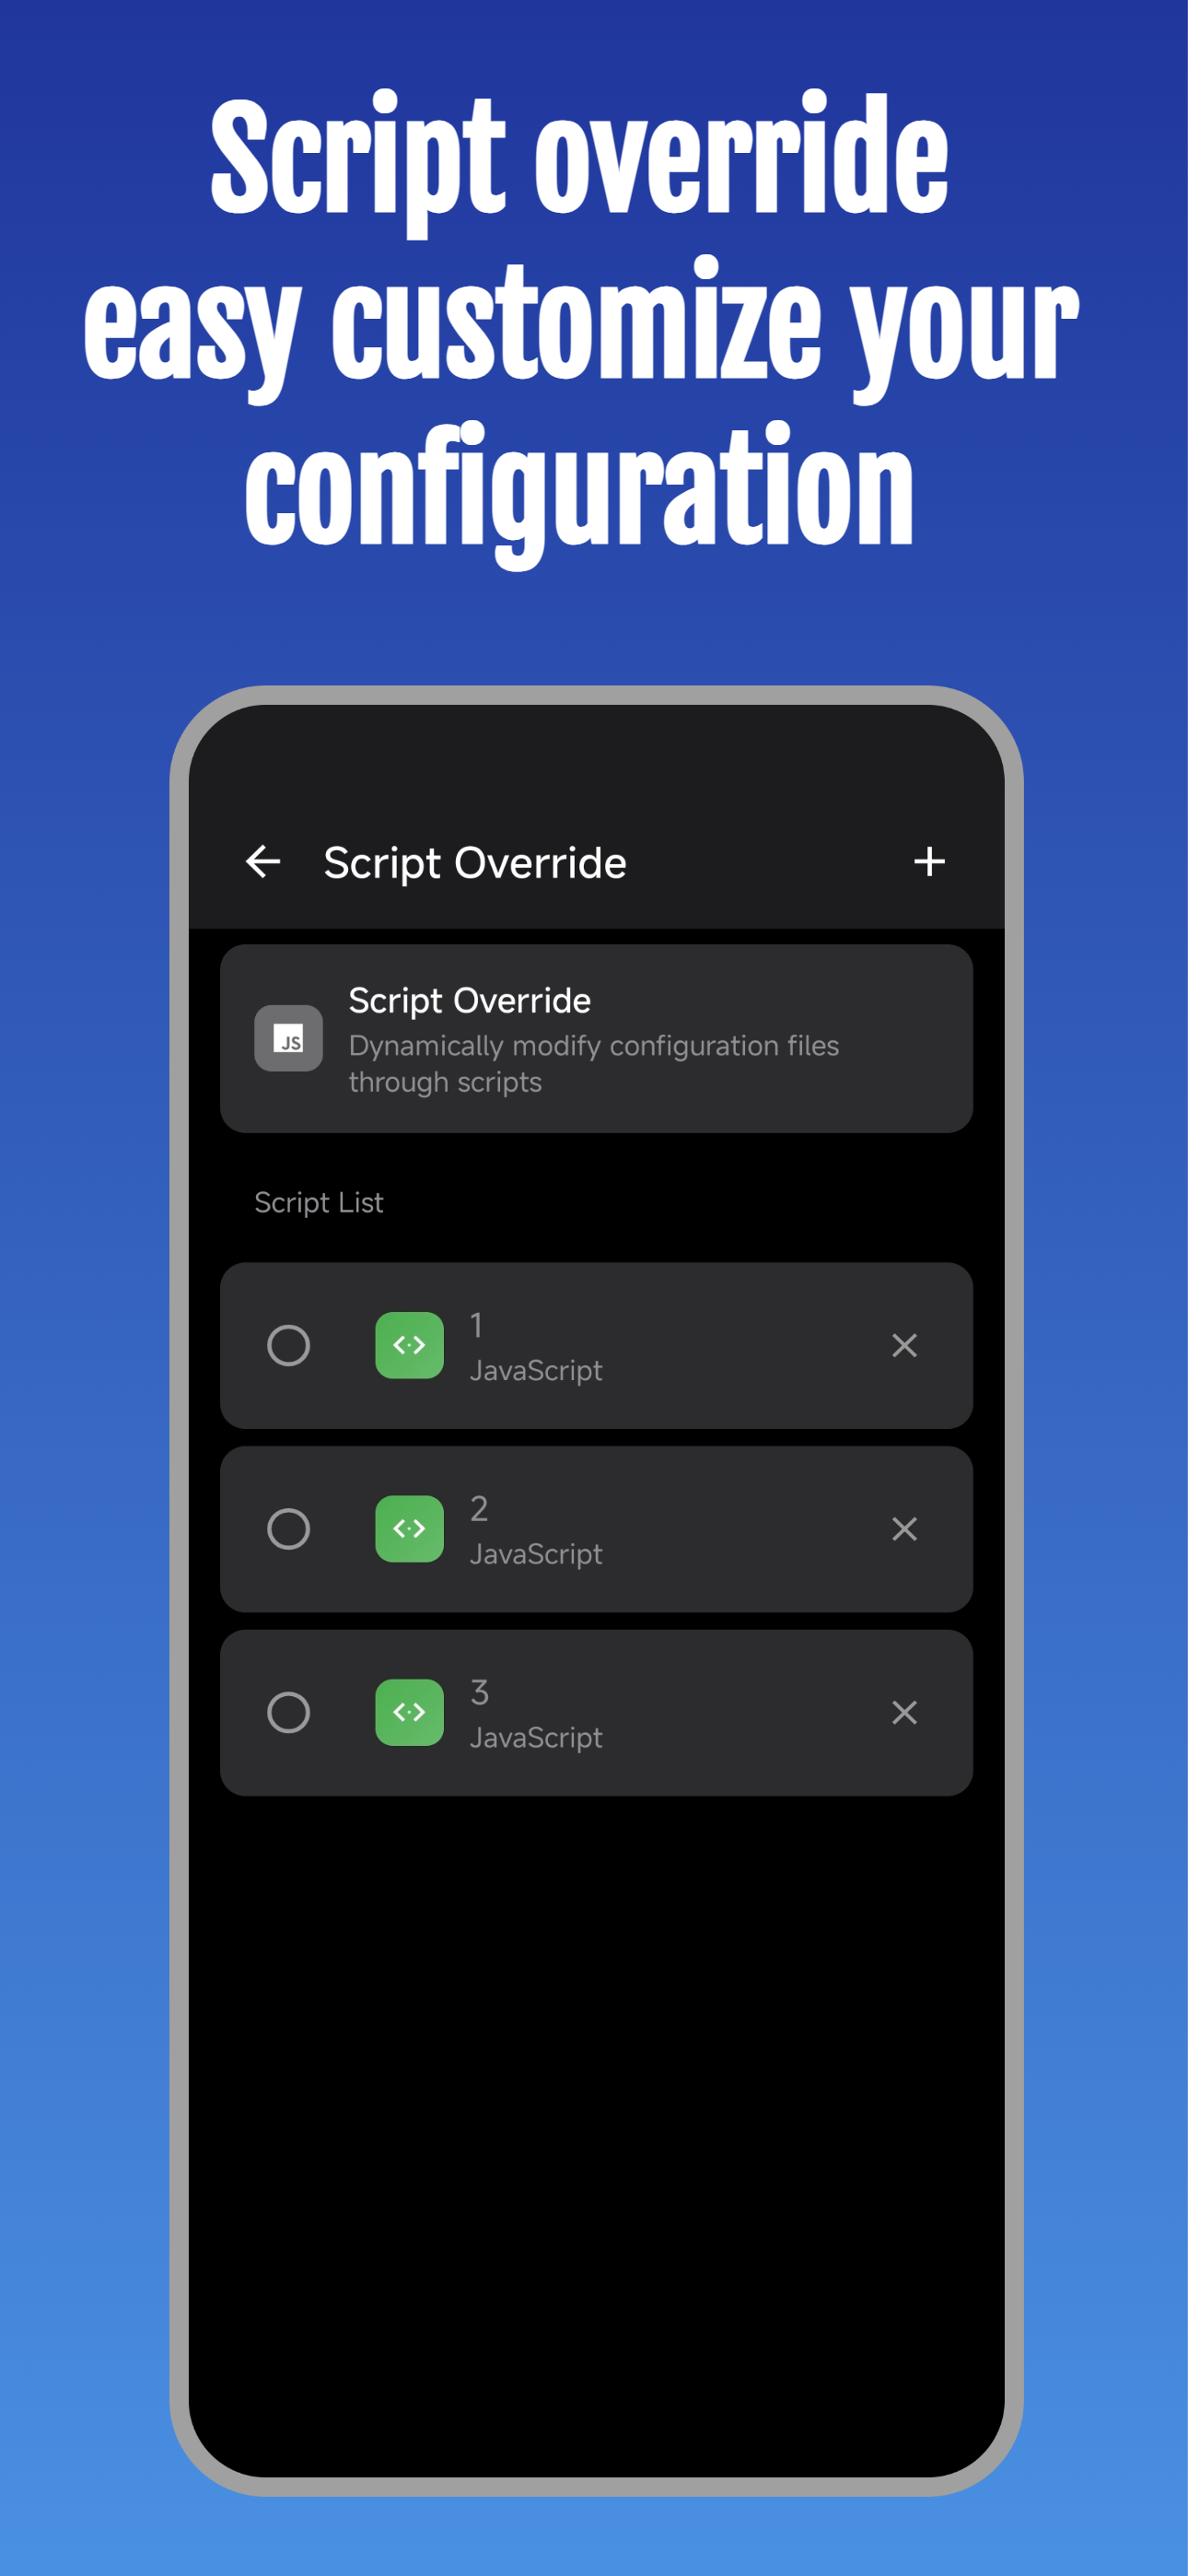 Script override
easy customize your
configuration
Script Override
Script Override
JS
Dynamically modify configuration files
through scripts
Script List
1
JavaScript
2
JavaScript
3
JavaScript